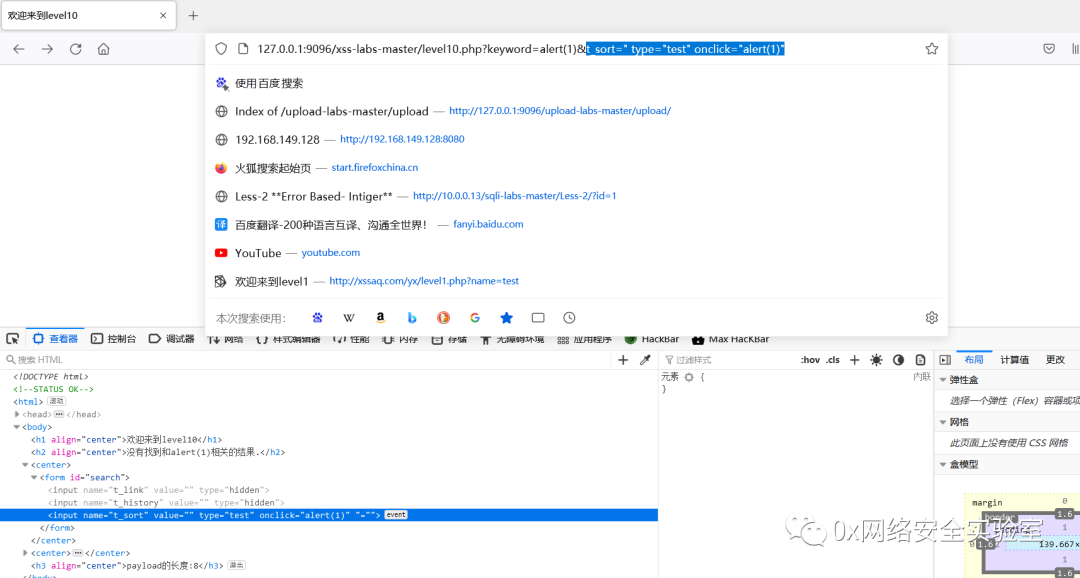 欢迎来到level10
127.0.0.1:9096/xss-labs-master/level10.php?keyword=alert(1)&t_sort=" type="test" onclick="alert(1)"
使用百度搜索
Index of /upload-labs-master/upload — http://127.0.0.1:9096/upload-labs-master/upload/
192.168.149.128 — http://192.168.149.128:8080
火狐搜索起始页 — start.firefoxchina.cn
Less-2 **Error Based- Intiger** — http://10.0.0.13/sqli-labs-master/Less-2/?id=1
百度翻译-200种语言互译、沟通全世界! — fanyi.baidu.com
YouTube — youtube.com
欢迎来到level1 — http://xssaq.com/yx/level1.php?name=test
本次搜索使用:
查看器 控制台 调试器 网络 样式编辑器 性能 内存 存储 无障碍环境 应用程序 HackBar Max HacKBar
搜索 HTML
过滤样式 :hov .cls
布局 计算值 更改
<!DOCTYPE html>
<!--STATUS OK-->
<html> 滚动
<head> </head>
<body>
<h1 align="center">欢迎来到level10</h1>
<h2 align="center">没有找到和alert(1)相关的结果.</h2>
<center>
<form id="search">
<input name="t_link" value="" type="hidden">
<input name="t_history" value="" type="hidden">
<input name="t_sort" value="" type="test" onclick="alert(1)" "=""> event
</form>
</center>
<center> </center>
<h3 align="center">payload的长度:8</h3> 溢出
</body>
元素 { 内联
}
弹性盒
选择一个弹性（Flex）容器或项
网格
此页面上没有使用 CSS 网格
盒模型
margin 0
border 1.6
1
0 1.6 139.667×
1
1.6
0x网络安全实验室